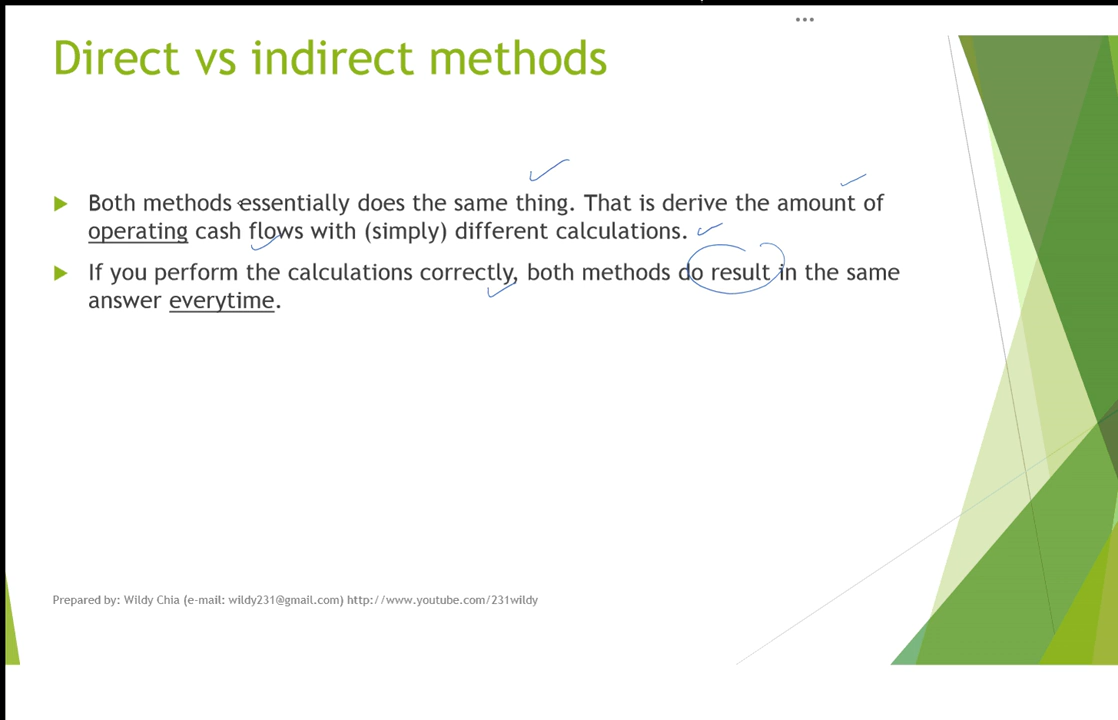 Direct vs indirect methods
Both methods essentially does the same thing. That is derive the amount of
operating cash flows with (simply) different calculations.
If you perform the calculations correctly, both methods do result in the same
answer everytime.
Prepared by: Wildy Chia (e-mail: wildy231@gmail.com) http://www.youtube.com/231wildy